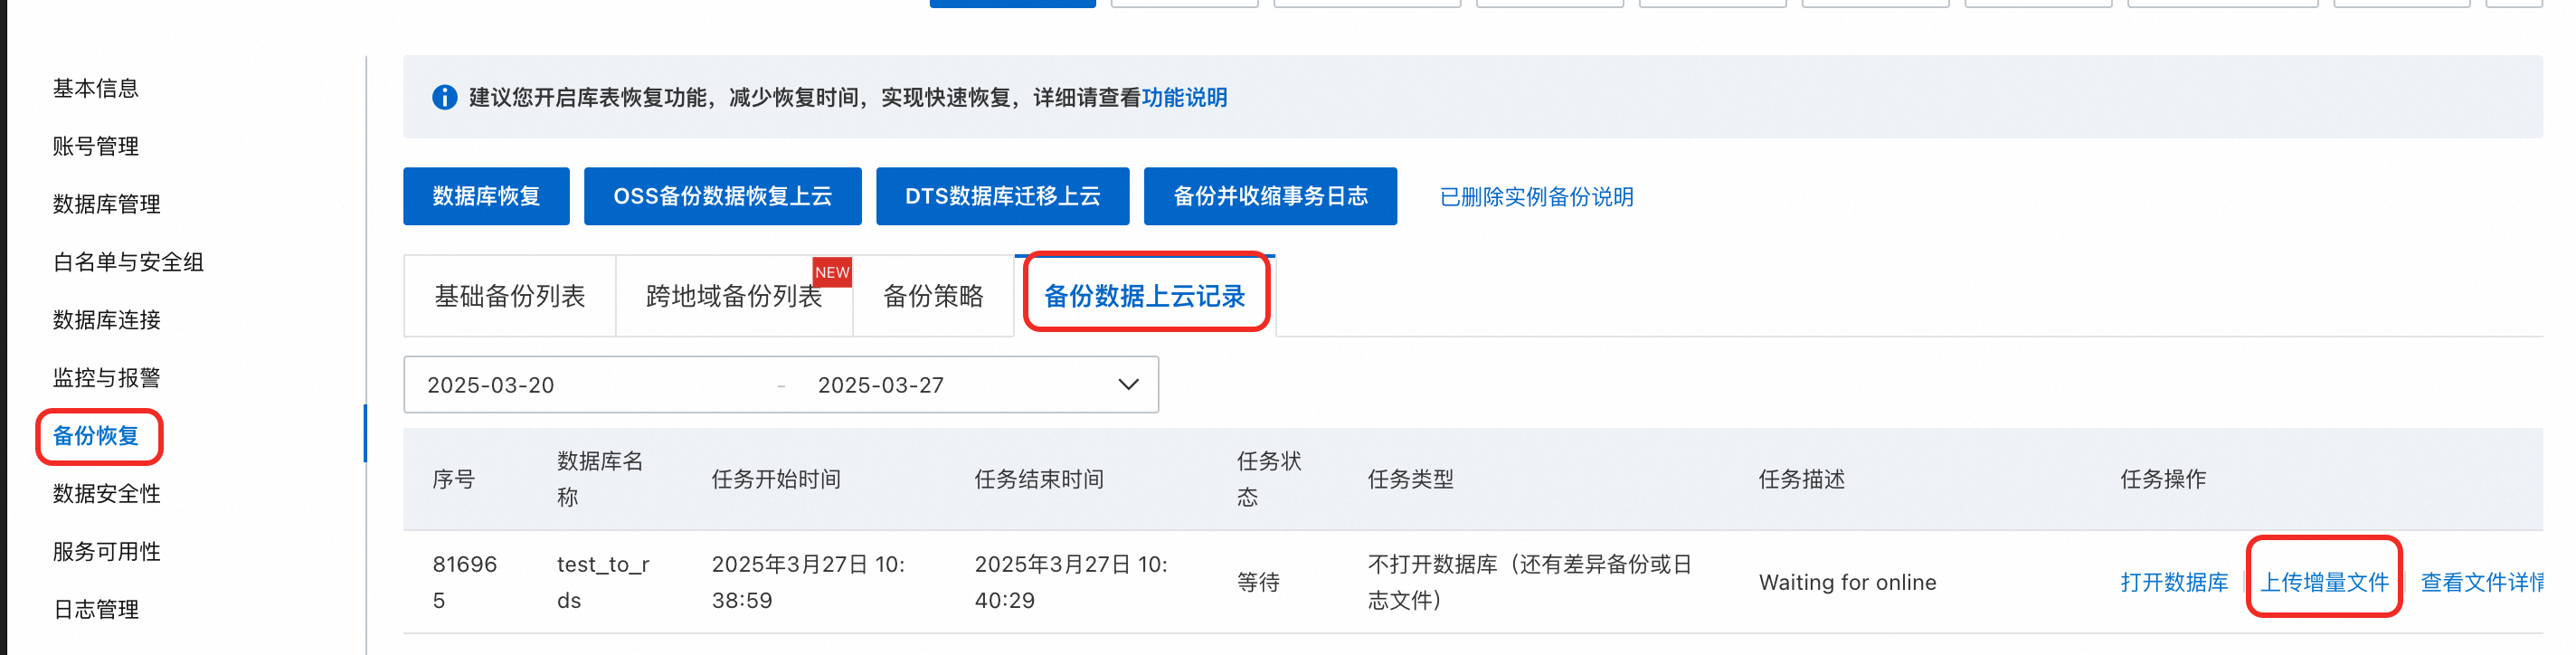 基本信息
账号管理
数据库管理
白名单与安全组
数据库连接
监控与报警
备份恢复
数据安全性
服务可用性
日志管理
建议您开启库表恢复功能，减少恢复时间，实现快速恢复，详细请查看功能说明
数据库恢复 OSS备份数据恢复上云 DTS数据库迁移上云 备份并收缩事务日志 已删除实例备份说明
基础备份列表 跨地域备份列表 NEW 备份策略 备份数据上云记录
2025-03-20 - 2025-03-27
序号 数据库名称 任务开始时间 任务结束时间 任务状态 任务类型 任务描述 任务操作
81696 test_to_r 2025年3月27日 10: 2025年3月27日 10: 等待 不打开数据库（还有差异备份或日 Waiting for online 打开数据库 上传增量文件 查看文件详情
5 ds 38:59 40:29 志文件）